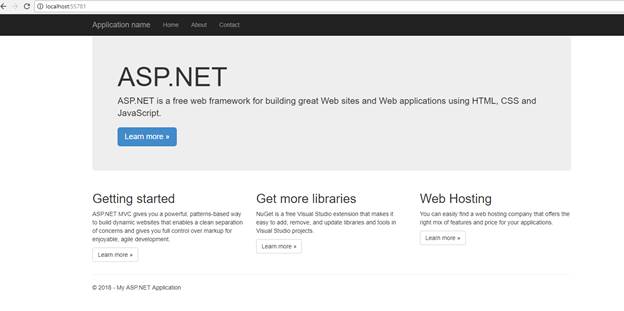 localhost:55781
Application name Home About Contact
ASP.NET
ASP.NET is a free web framework for building great Web sites and Web applications using HTML, CSS and
JavaScript.
Learn more »
Getting started
ASP.NET MVC gives you a powerful, patterns-based way
to build dynamic websites that enables a clean separation
of concerns and gives you full control over markup for
enjoyable, agile development.
Learn more »
Get more libraries
NuGet is a free Visual Studio extension that makes it
easy to add, remove, and update libraries and tools in
Visual Studio projects.
Learn more »
Web Hosting
You can easily find a web hosting company that offers the
right mix of features and price for your applications.
Learn more »
© 2016 - My ASP.NET Application